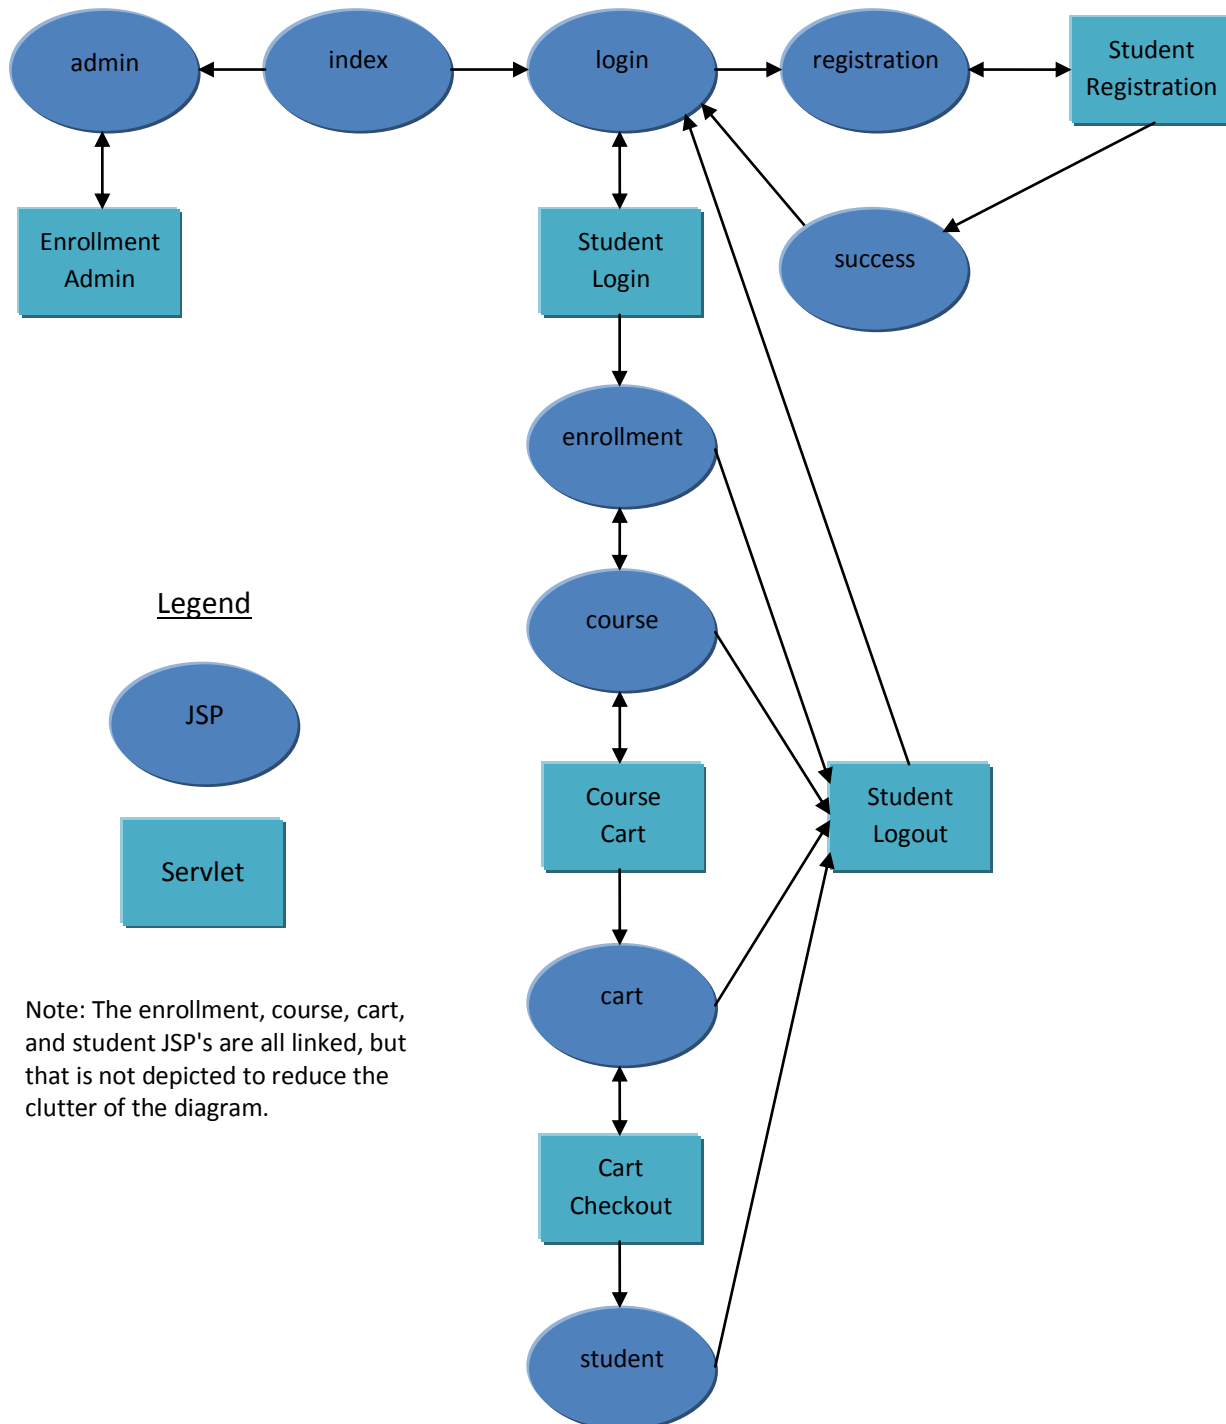 admin
index
login
registration
Student
Registration
Enrollment
Admin
Student
Login
success
enrollment
Legend
course
JSP
Course
Cart
Student
Logout
Servlet
cart
Note: The enrollment, course, cart,
and student JSP's are all linked, but
that is not depicted to reduce the
clutter of the diagram.
Cart
Checkout
student